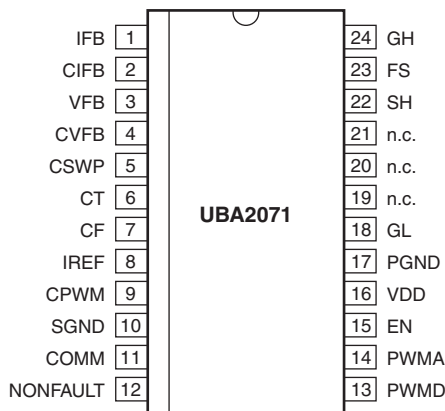 IFB 1
CIFB 2
VFB 3
CVFB 4
CSWP 5
CT 6
CF 7
IREF 8
CPWM 9
SGND 10
COMM 11
NONFAULT 12
UBA2071
24 GH
23 FS
22 SH
21 n.c.
20 n.c.
19 n.c.
18 GL
17 PGND
16 VDD
15 EN
14 PWMA
13 PWMD